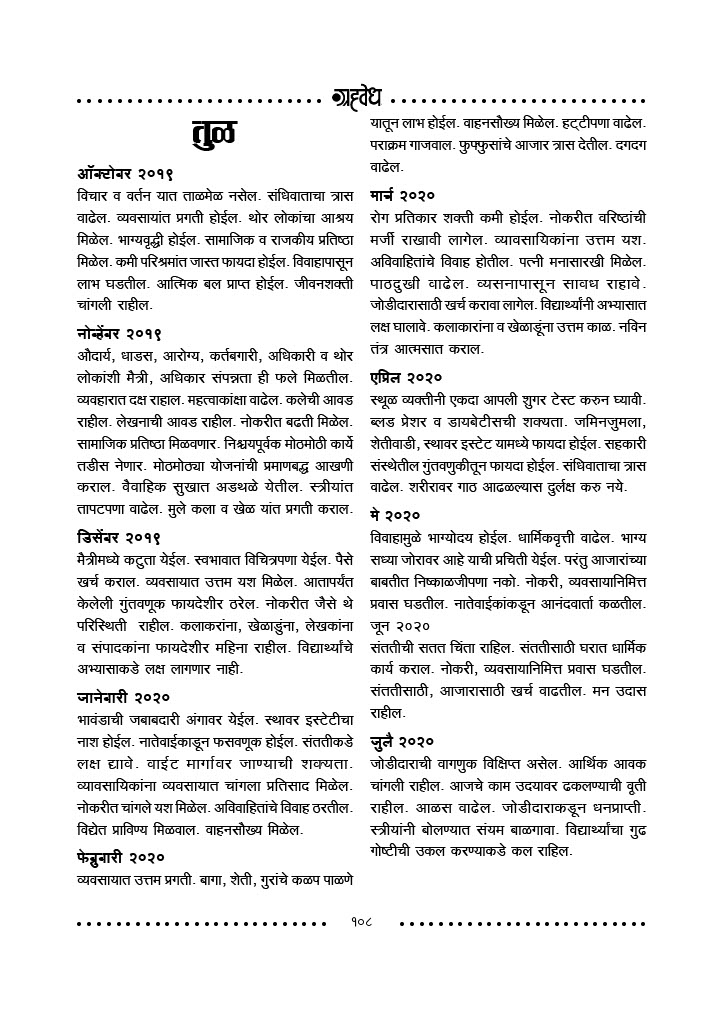 ग्रहवेध
तुळ
ऑक्टोबर २०१९
विचार व वर्तन यात ताळमेळ नसेल. संधिवाताचा त्रास
वाढेल. व्यवसायांत प्रगती होईल. थोर लोकांचा आश्रय
मिळेल. भाग्यवृद्धी होईल. सामाजिक व राजकीय प्रतिष्ठा
मिळेल. कमी परिश्रमांत जास्त फायदा होईल. विवाहापासून
लाभ घडतील. आत्मिक बल प्राप्त होईल. जीवनशक्ती
चांगली राहील.
नोव्हेंबर २०१९
औदार्य, धाडस, आरोग्य, कर्तबगारी, अधिकारी व थोर
लोकांशी मैत्री, अधिकार संपन्नता ही फले मिळतील.
व्यवहारात दक्ष राहाल. महत्वाकांक्षा वाढेल. कलेची आवड
राहील. लेखनाची आवड राहील. नोकरीत बढती मिळेल.
सामाजिक प्रतिष्ठा मिळवणार. निश्चयपूर्वक मोठमोठी कार्ये
तडीस नेणार. मोठमोठ्या योजनांची प्रमाणबद्ध आखणी
कराल. वैवाहिक सुखात अडथळे येतील. स्त्रीयांत
तापटपणा वाढेल. मुले कला व खेळ यांत प्रगती कराल.
डिसेंबर २०१९
मैत्रीमध्ये कटुता येईल. स्वभावात विचित्रपणा येईल. पैसे
खर्च कराल. व्यवसायात उत्तम यश मिळेल. आतापर्यंत
केलेली गुंतवणूक फायदेशीर ठरेल. नोकरीत जैसे थे
परिस्थिती राहील. कलाकरांना, खेळाडुंना, लेखकांना
व संपादकांना फायदेशीर महिना राहील. विद्यार्थ्यांचे
अभ्यासाकडे लक्ष लागणार नाही.
जानेवारी २०२०
भावंडाची जबाबदारी अंगावर येईल. स्थावर इस्टेटीचा
नाश होईल. नातेवाईकाडून फसवणूक होईल. संततीकडे
लक्ष द्यावे. वाईट मार्गावर जाण्याची शक्यता.
व्यावसायिकांना व्यवसायात चांगला प्रतिसाद मिळेल.
नोकरीत चांगले यश मिळेल. अविवाहितांचे विवाह ठरतील.
विद्येत प्राविण्य मिळवाल. वाहनसौख्य मिळेल.
फेब्रुवारी २०२०
व्यवसायात उत्तम प्रगती. बागा, शेती, गुरांचे कळप पाळणे
यातून लाभ होईल. वाहनसौख्य मिळेल. हट्टीपणा वाढेल.
पराक्रम गाजवाल. फुफ्फुसांचे आजार त्रास देतील. दगदग
वाढेल.
मार्च २०२०
रोग प्रतिकार शक्ती कमी होईल. नोकरीत वरिष्ठांची
मर्जी राखावी लागेल. व्यावसायिकांना उत्तम यश.
अविवाहितांचे विवाह होतील. पत्नी मनासारखी मिळेल.
पाठदुखी वाढेल. व्यसनापासून सावध राहावे.
जोडीदारासाठी खर्च करावा लागेल. विद्यार्थ्यांनी अभ्यासात
लक्ष घालावे. कलाकारांना व खेळाडूंना उत्तम काळ. नविन
तंत्र आत्मसात कराल.
एप्रिल २०२०
स्थूळ व्यक्तीनी एकदा आपली शुगर टेस्ट करुन घ्यावी.
ब्लड प्रेशर व डायबेटीसची शक्यता. जमिनजुमला,
शेतीवाडी, स्थावर इस्टेट यामध्ये फायदा होईल. सहकारी
संस्थेतील गुंतवणुकीतून फायदा होईल. संधिवाताचा त्रास
वाढेल. शरीरावर गाठ आढळल्यास दुर्लक्ष करु नये.
मे २०२०
विवाहामुळे भाग्योदय होईल. धार्मिकवृत्ती वाढेल. भाग्य
सध्या जोरावर आहे याची प्रचिती येईल. परंतु आजारांच्या
बाबतीत निष्काळजीपणा नको. नोकरी, व्यवसायानिमित्त
प्रवास घडतील. नातेवाईकांकडून आनंदवार्ता कळतील.
जून २०२०
संततीची सतत चिंता राहिल. संततीसाठी घरात धार्मिक
कार्य कराल. नोकरी, व्यवसायानिमित्त प्रवास घडतील.
संततीसाठी, आजारासाठी खर्च वाढतील. मन उदास
राहील.
जुलै २०२०
जोडीदाराची वागणुक विक्षिप्त असेल. आर्थिक आवक
चांगली राहील. आजचे काम उदयावर ढकलण्याची वृती
राहील. आळस वाढेल. जोडीदाराकडून धनप्राप्ती.
स्त्रीयांनी बोलण्यात संयम बाळगावा. विद्यार्थ्यांचा गुढ
गोष्टीची उकल करण्याकडे कल राहिल.
१०८